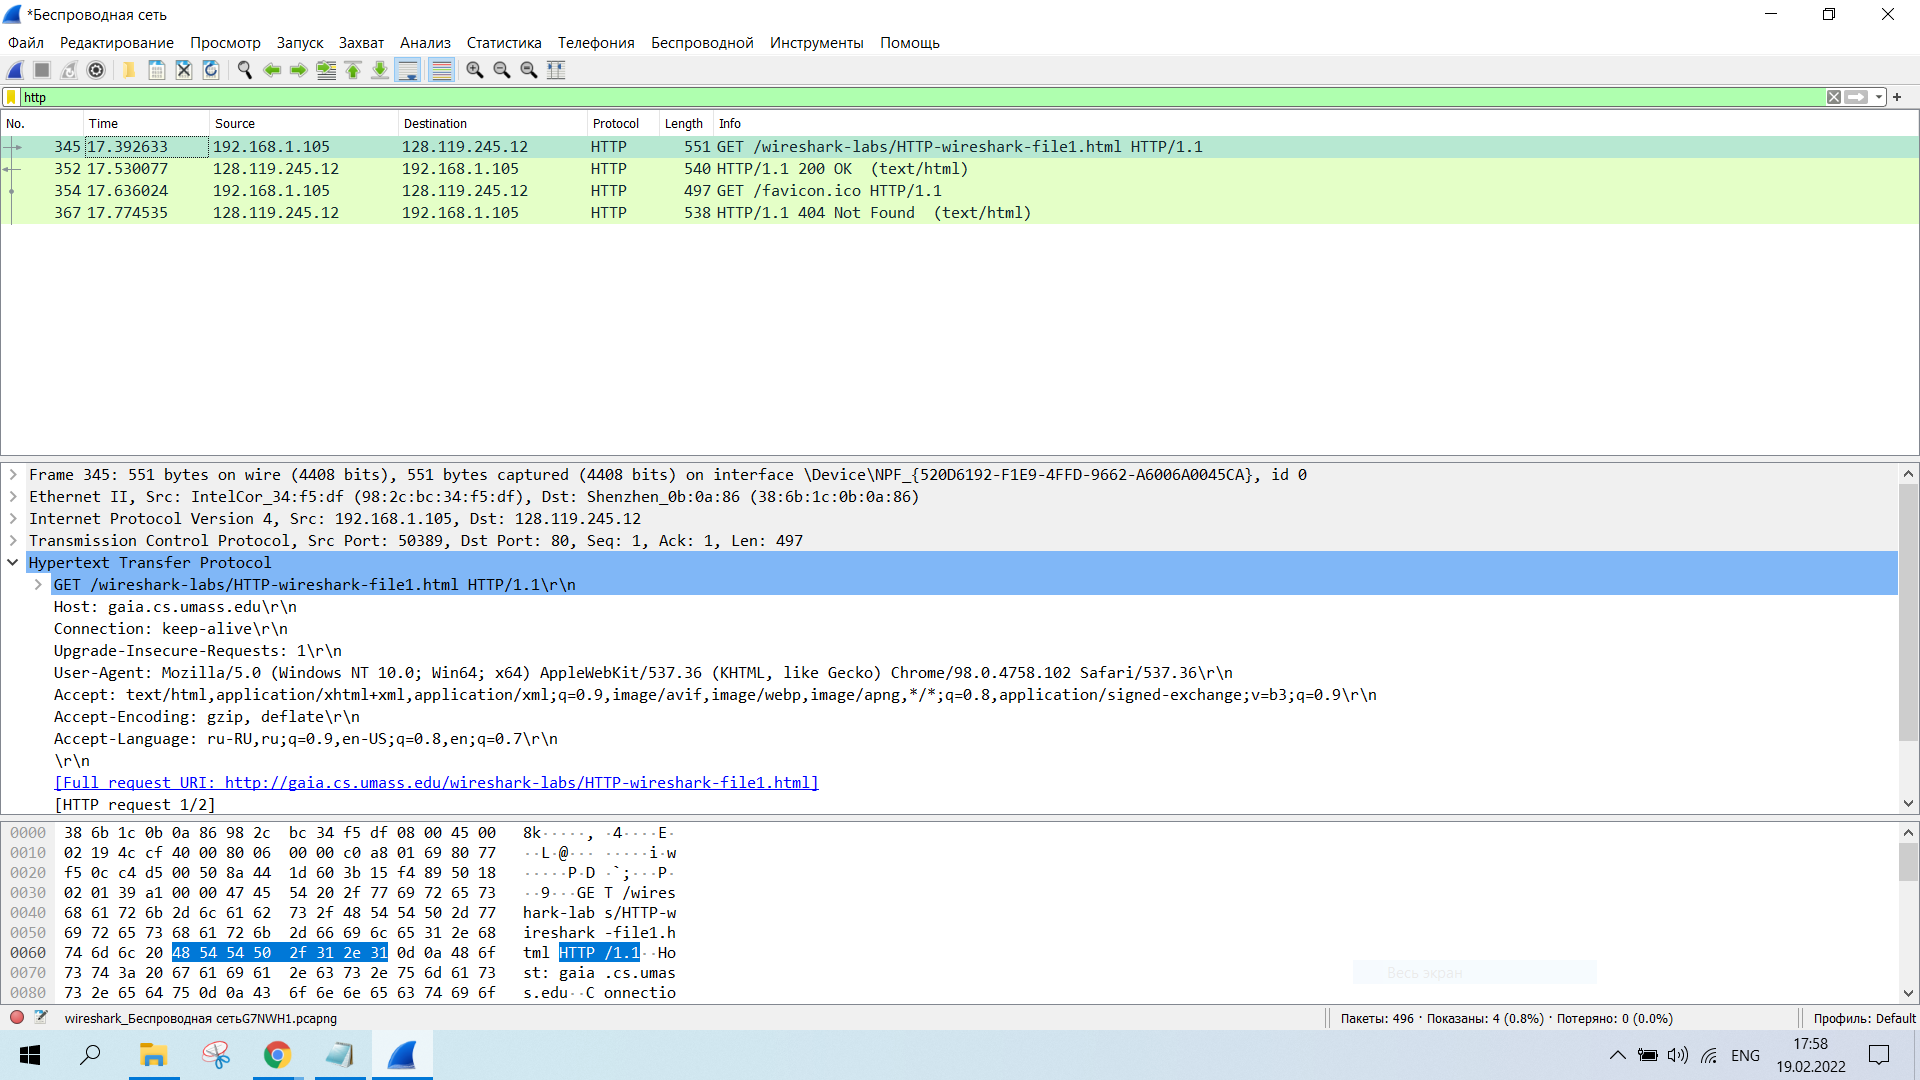 *Беспроводная сеть
Файл Редактирование Просмотр Запуск Захват Анализ Статистика Телефония Беспроводной Инструменты Помощь
http
No. Time Source Destination Protocol Length Info
345 17.392633 192.168.1.105 128.119.245.12 HTTP 551 GET /wireshark-labs/HTTP-wireshark-file1.html HTTP/1.1
352 17.530077 128.119.245.12 192.168.1.105 HTTP 540 HTTP/1.1 200 OK  (text/html)
354 17.636024 192.168.1.105 128.119.245.12 HTTP 497 GET /favicon.ico HTTP/1.1
367 17.774535 128.119.245.12 192.168.1.105 HTTP 538 HTTP/1.1 404 Not Found  (text/html)
Frame 345: 551 bytes on wire (4408 bits), 551 bytes captured (4408 bits) on interface \Device\NPF_{520D6192-F1E9-4FFD-9662-A6006A0045CA}, id 0
Ethernet II, Src: IntelCor_34:f5:df (98:2c:bc:34:f5:df), Dst: Shenzhen_0b:0a:86 (38:6b:1c:0b:0a:86)
Internet Protocol Version 4, Src: 192.168.1.105, Dst: 128.119.245.12
Transmission Control Protocol, Src Port: 50389, Dst Port: 80, Seq: 1, Ack: 1, Len: 497
Hypertext Transfer Protocol
GET /wireshark-labs/HTTP-wireshark-file1.html HTTP/1.1\r\n
Host: gaia.cs.umass.edu\r\n
Connection: keep-alive\r\n
Upgrade-Insecure-Requests: 1\r\n
User-Agent: Mozilla/5.0 (Windows NT 10.0; Win64; x64) AppleWebKit/537.36 (KHTML, like Gecko) Chrome/98.0.4758.102 Safari/537.36\r\n
Accept: text/html,application/xhtml+xml,application/xml;q=0.9,image/avif,image/webp,image/apng,*/*;q=0.8,application/signed-exchange;v=b3;q=0.9\r\n
Accept-Encoding: gzip, deflate\r\n
Accept-Language: ru-RU,ru;q=0.9,en-US;q=0.8,en;q=0.7\r\n
\r\n
[Full request URI: http://gaia.cs.umass.edu/wireshark-labs/HTTP-wireshark-file1.html]
[HTTP request 1/2]
0000 38 6b 1c 0b 0a 86 98 2c bc 34 f5 df 08 00 45 00 8k·····, ·4····E·
0010 02 19 4c cf 40 00 80 06 00 00 c0 a8 01 69 80 77 ··L·@··· ·····i·w
0020 f5 0c c4 d5 00 50 8a 44 1d 60 3b 15 f4 89 50 18 ·····P·D ·`;···P·
0030 02 01 39 a1 00 00 47 45 54 20 2f 77 69 72 65 73 ··9···GE T /wires
0040 68 61 72 6b 2d 6c 61 62 73 2f 48 54 54 50 2d 77 hark-lab s/HTTP-w
0050 69 72 65 73 68 61 72 6b 2d 66 69 6c 65 31 2e 68 ireshark -file1.h
0060 74 6d 6c 20 48 54 54 50 2f 31 2e 31 0d 0a 48 6f tml HTTP /1.1··Ho
0070 73 74 3a 20 67 61 69 61 2e 63 73 2e 75 6d 61 73 st: gaia .cs.umas
Весь экран
0080 73 2e 65 64 75 0d 0a 43 6f 6e 6e 65 63 74 69 6f s.edu··C onnectio
wireshark_Беспроводная сетьG7NWH1.pcapng Пакеты: 496 · Показаны: 4 (0.8%) · Потеряно: 0 (0.0%) Профиль: Default
ENG 17:58
19.02.2022